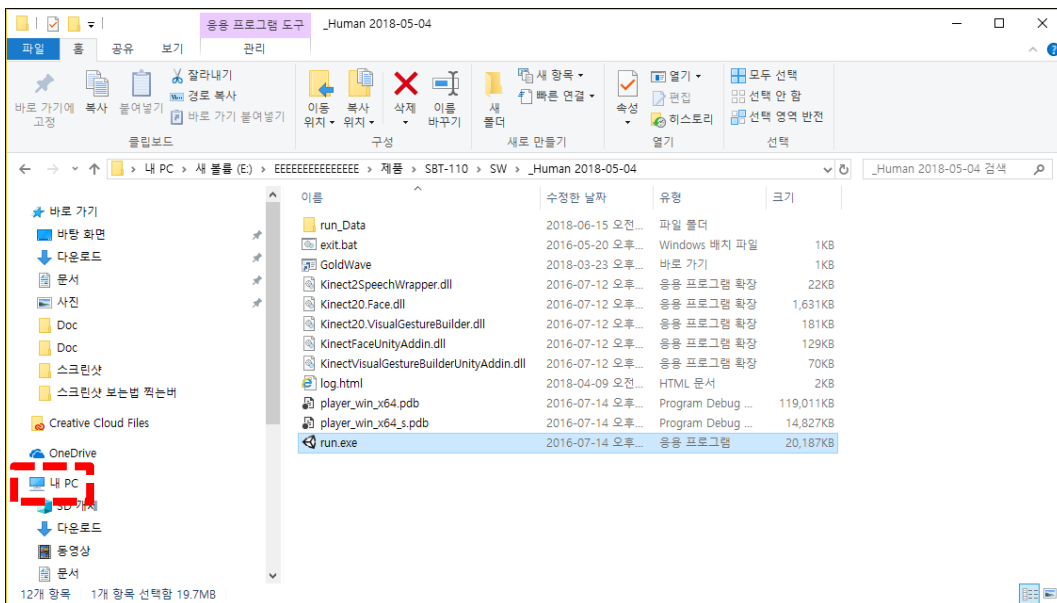 응용 프로그램 도구 _Human 2018-05-04
파일 홈 공유 보기 관리
바로 가기에 고정
복사
붙여넣기
잘라내기
경로 복사
바로 가기 붙여넣기
클립보드
이동 위치
복사 위치
삭제
이름 바꾸기
구성
새 폴더
새 항목
빠른 연결
새로 만들기
속성
열기
편집
히스토리
열기
모두 선택
선택 안 함
선택 영역 반전
선택
내 PC > 새 볼륨 (E:) > EEEEEEEEEEEEEEE > 제품 > SBT-110 > SW > _Human 2018-05-04
_Human 2018-05-04 검색
바로 가기
바탕 화면
다운로드
문서
사진
Doc
Doc
스크린샷
스크린샷 보는법 찍는버
Creative Cloud Files
OneDrive
내 PC
3D 개체
다운로드
동영상
문서
이름 수정한 날짜 유형 크기
run_Data 2018-06-15 오전... 파일 폴더
exit.bat 2016-05-20 오후... Windows 배치 파일 1KB
GoldWave 2018-03-23 오후... 바로 가기 1KB
Kinect2SpeechWrapper.dll 2016-07-12 오후... 응용 프로그램 확장 22KB
Kinect20.Face.dll 2016-07-12 오후... 응용 프로그램 확장 1,631KB
Kinect20.VisualGestureBuilder.dll 2016-07-12 오후... 응용 프로그램 확장 181KB
KinectFaceUnityAddin.dll 2016-07-12 오후... 응용 프로그램 확장 129KB
KinectVisualGestureBuilderUnityAddin.dll 2016-07-12 오후... 응용 프로그램 확장 70KB
log.html 2018-04-09 오전... HTML 문서 2KB
player_win_x64.pdb 2016-07-14 오후... Program Debug ... 119,011KB
player_win_x64_s.pdb 2016-07-14 오후... Program Debug ... 14,827KB
run.exe 2016-07-14 오후... 응용 프로그램 20,187KB
12개 항목 1개 항목 선택함 19.7MB